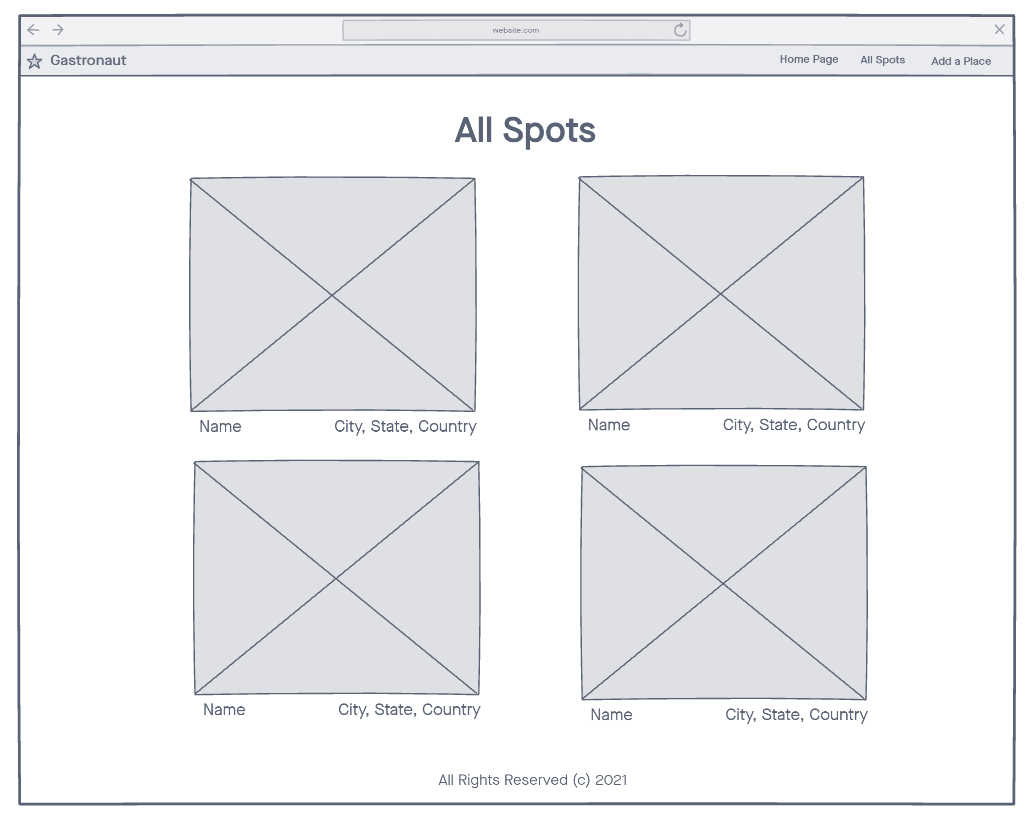 website.com
Gastronaut
Home Page All Spots Add a Place
All Spots
Name City, State, Country
Name City, State, Country
Name City, State, Country
Name City, State, Country
All Rights Reserved (c) 2021